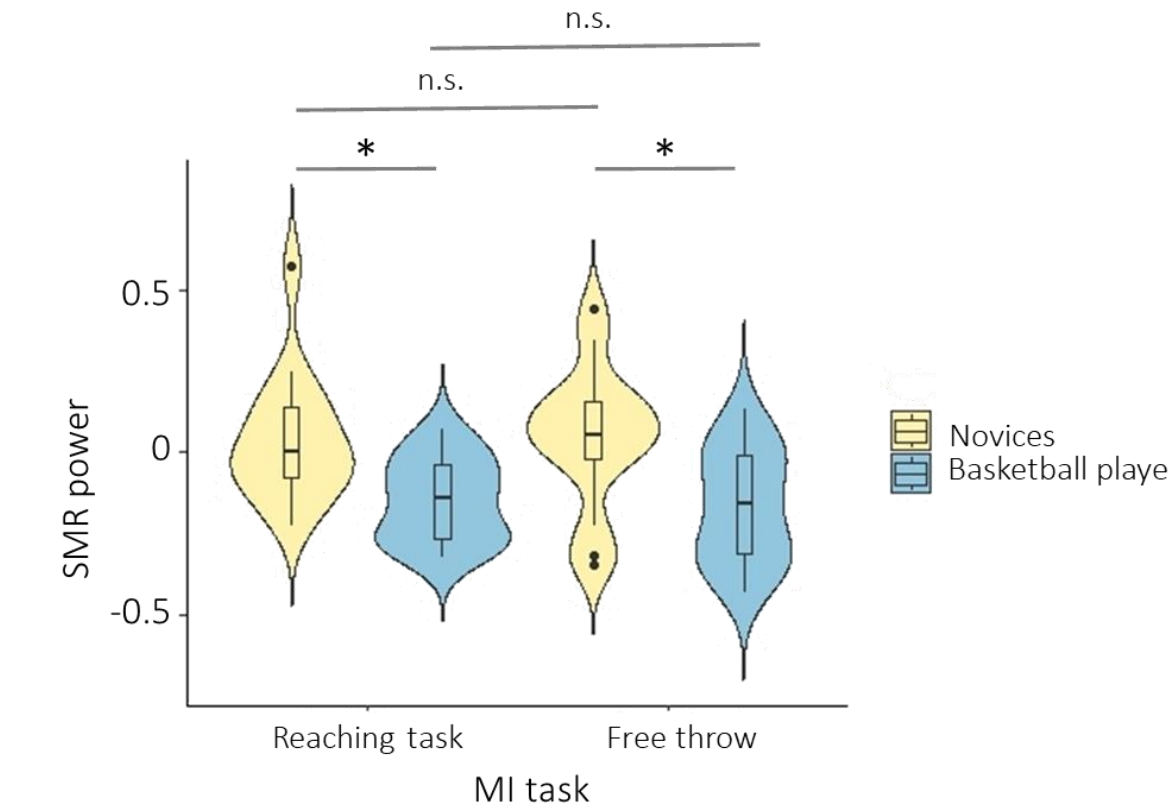 n.s.
n.s.
* *
0.5
0
-0.5
SMR power
Reaching task Free throw
MI task
Novices
Basketball playe